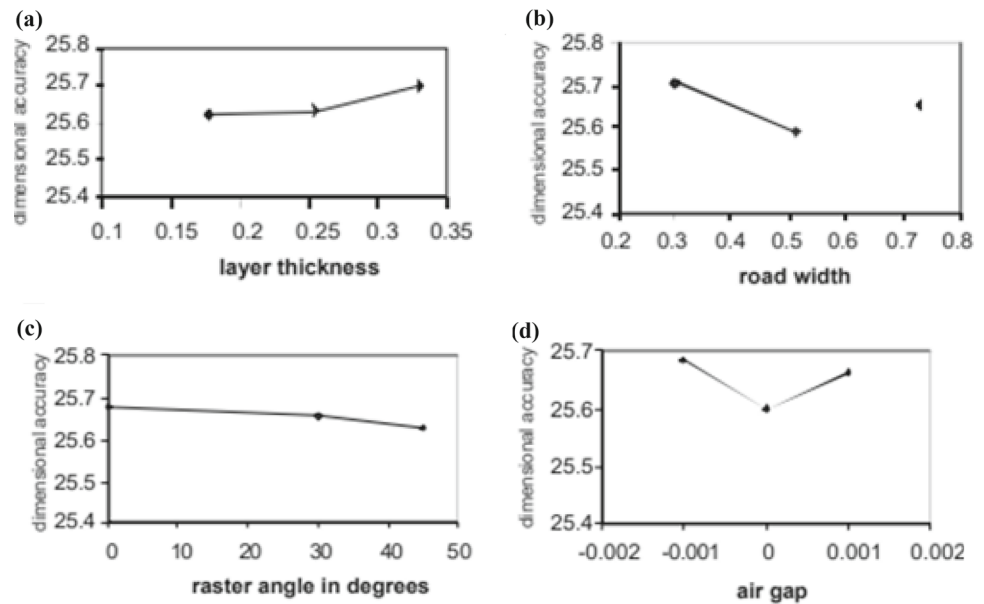 (a)
dimensional accuracy
25.8
25.7
25.6
25.5
25.4
0.1 0.15 0.2 0.25 0.3 0.35
layer thickness
(b)
dimensional accuracy
25.8
25.7
25.6
25.5
25.4
0.2 0.3 0.4 0.5 0.6 0.7 0.8
road width
(c)
dimensional accuracy
25.8
25.7
25.6
25.5
25.4
0 10 20 30 40 50
raster angle in degrees
(d)
dimensional accuracy
25.7
25.6
25.5
25.4
-0.002 -0.001 0 0.001 0.002
air gap